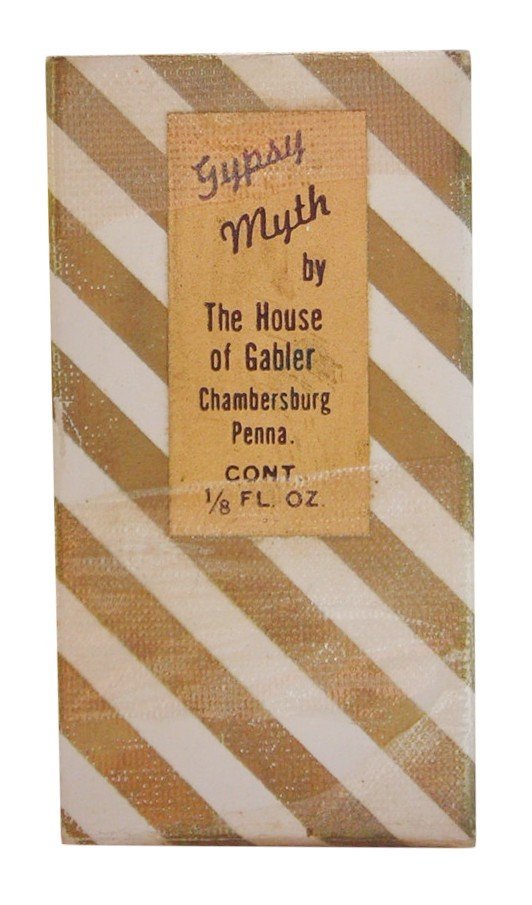 Gypsy
Myth
by
The House
of Gabler
Chambersburg
Penna.
CONT.
1/8 FL. OZ.